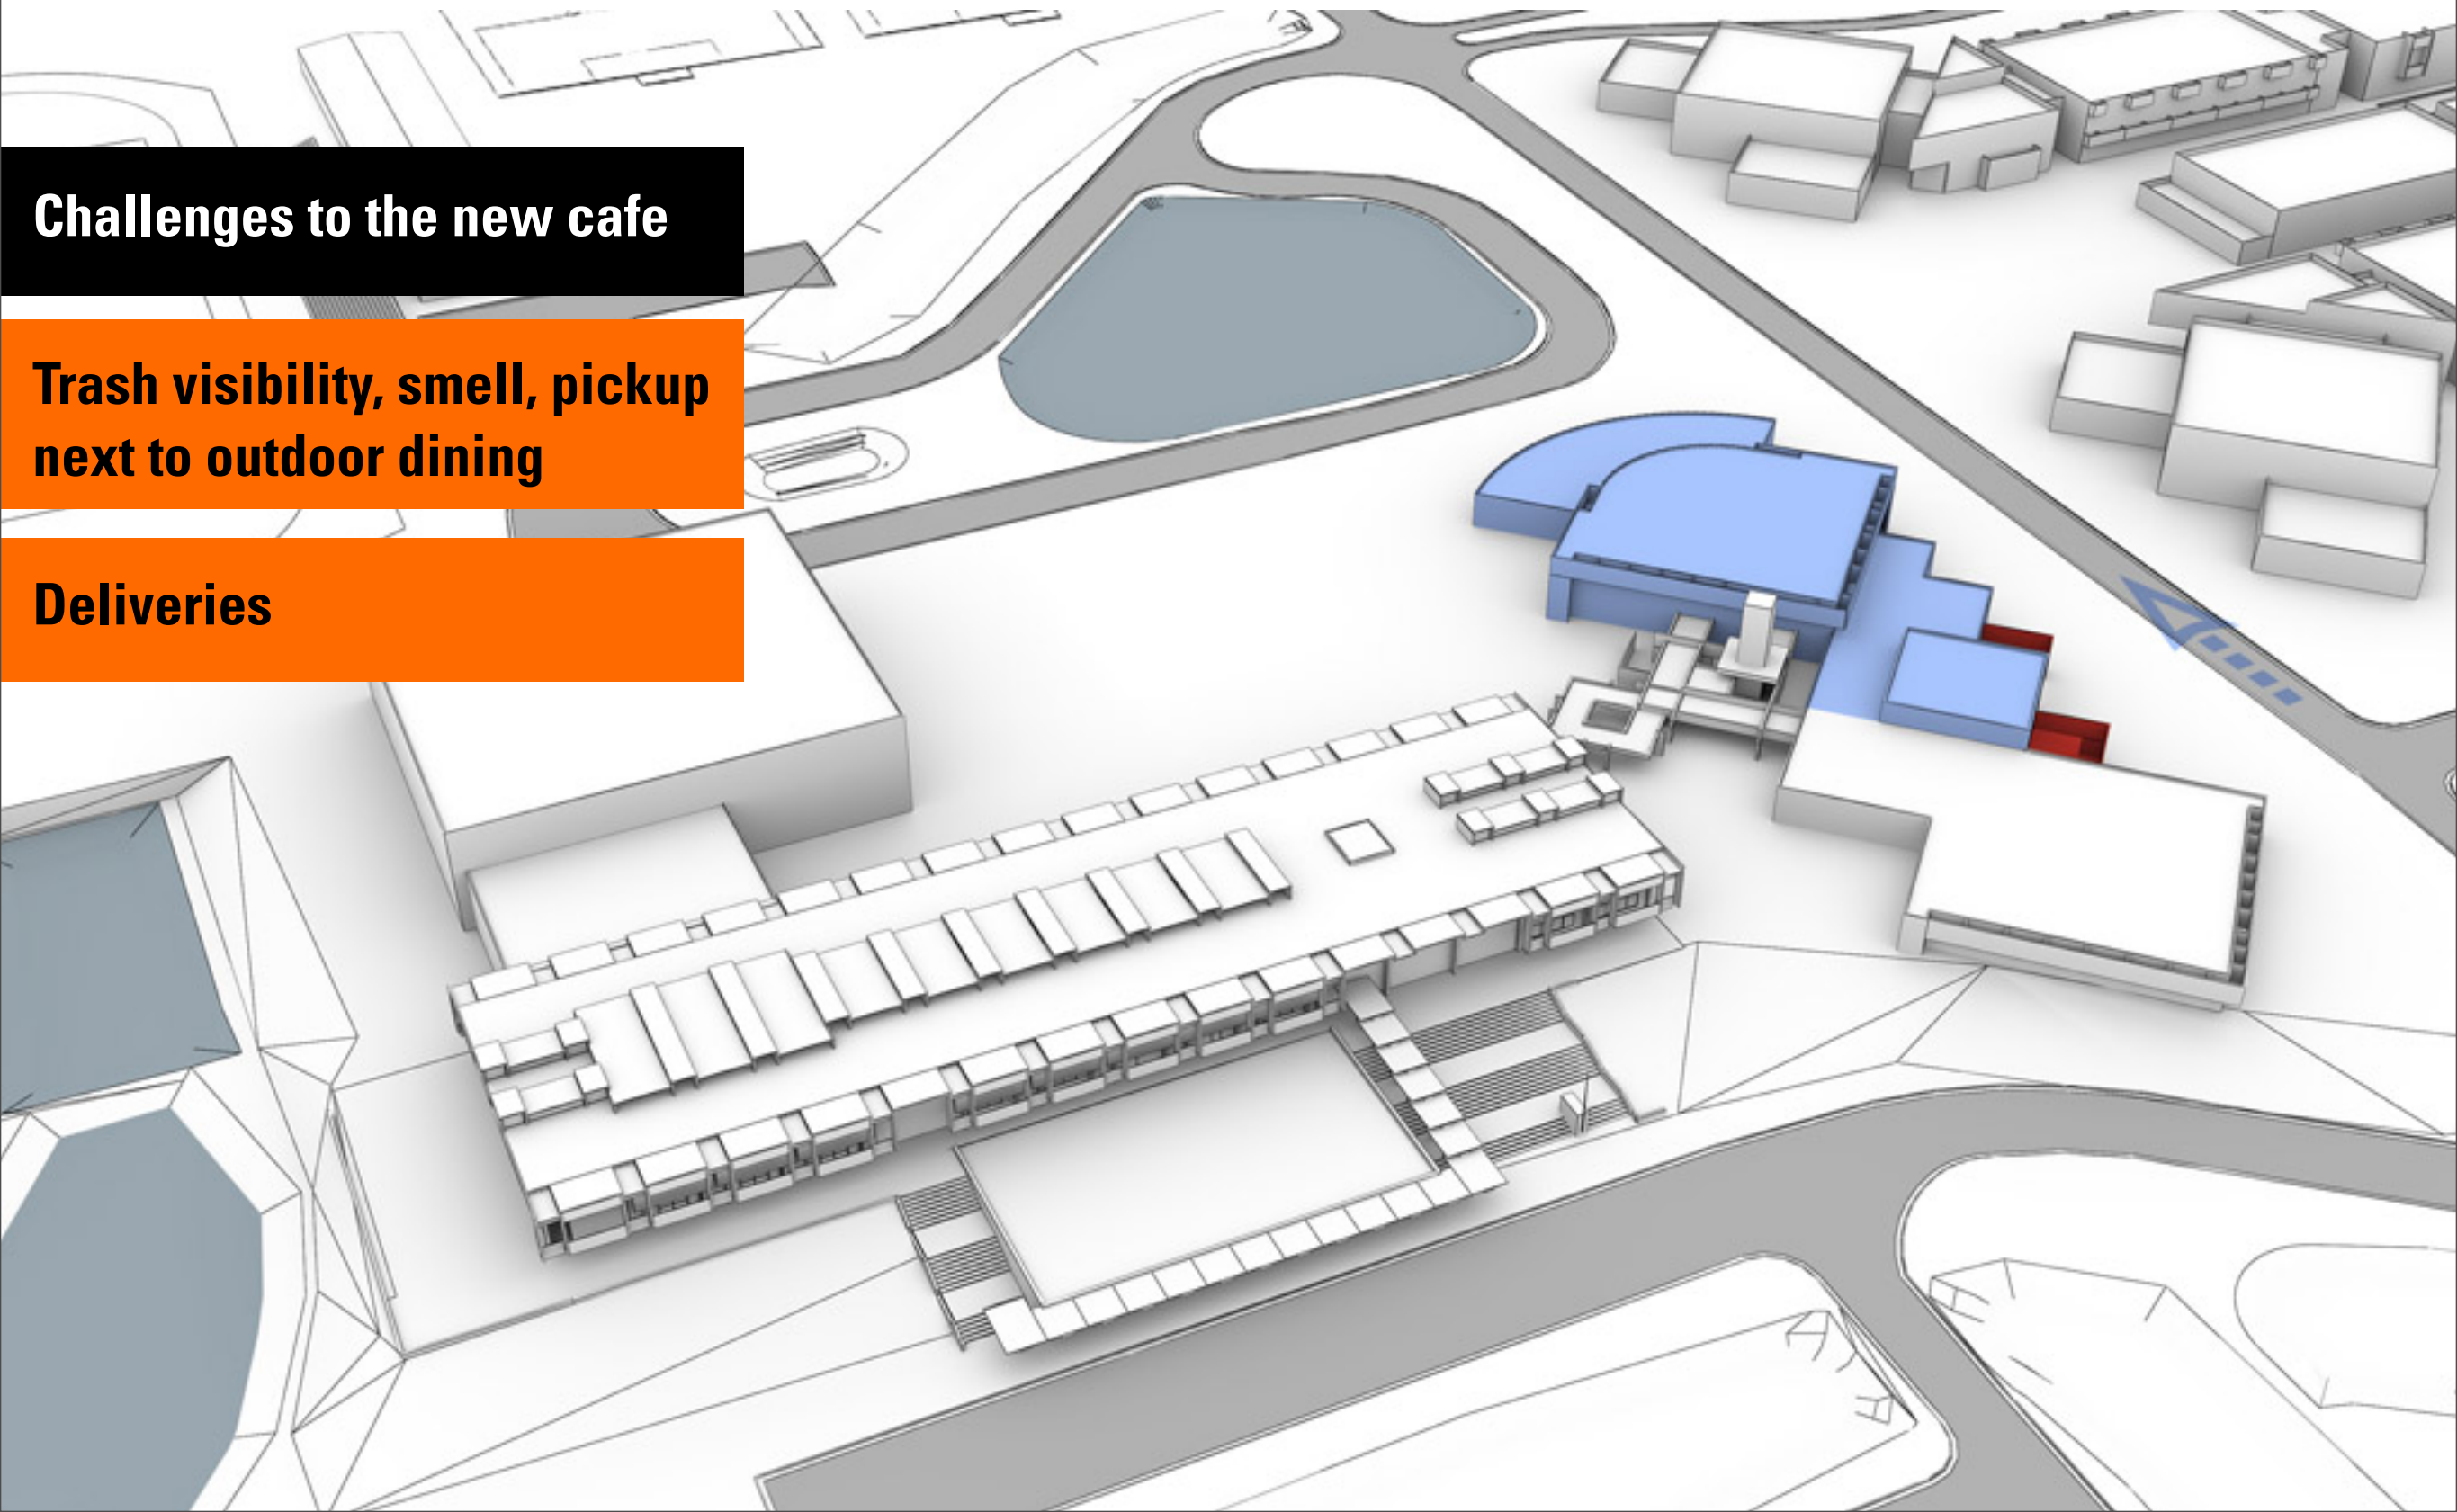 Challenges to the new cafe
Trash visibility, smell, pickup
next to outdoor dining
Deliveries